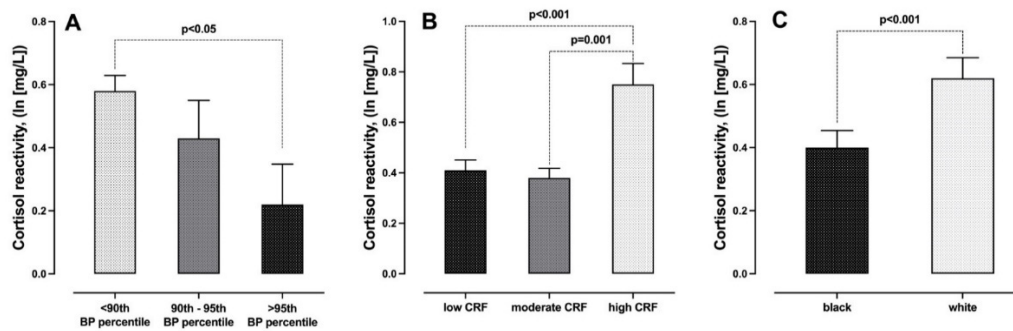 A
Cortisol reactivity, (ln [mg/L])
0.8
0.6
0.4
0.2
0.0
p<0.05
<90th
BP percentile
90th - 95th
BP percentile
>95th
BP percentile
B
Cortisol reactivity, (ln [mg/L])
1.0
0.8
0.6
0.4
0.2
0.0
p<0.001
p=0.001
low CRF
moderate CRF
high CRF
C
Cortisol reactivity, (ln [mg/L])
0.8
0.6
0.4
0.2
0.0
p<0.001
black
white